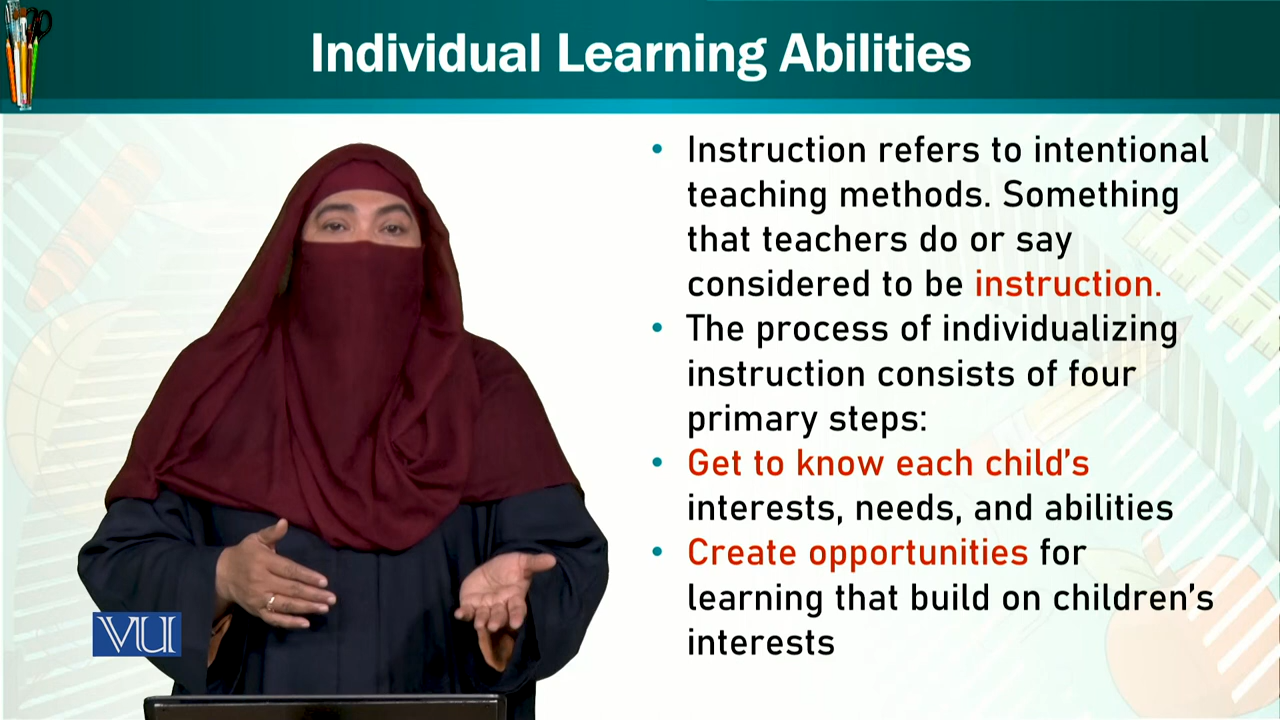 Individual Learning Abilities
• Instruction refers to intentional
teaching methods. Something
that teachers do or say
considered to be instruction.
• The process of individualizing
instruction consists of four
primary steps:
• Get to know each child's
interests, needs, and abilities
• Create opportunities for
learning that build on children's
interests
VU